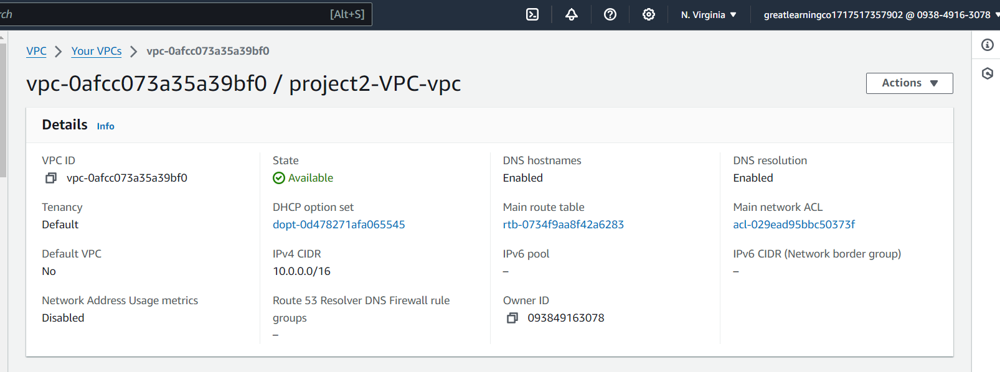 [Alt+S]
N. Virginia
greatlearningco1717517357902 @ 0938-4916-3078
VPC
Your VPCs
vpc-0afcc073a35a39bf0
vpc-0afcc073a35a39bf0 / project2-VPC-vpc
Actions
Details Info
VPC ID
vpc-0afcc073a35a39bf0
State
Available
DNS hostnames
Enabled
DNS resolution
Enabled
Tenancy
Default
DHCP option set
dopt-0d478271afa065545
Main route table
rtb-0734f9aa8f42a6283
Main network ACL
acl-029ead95bbc50373f
Default VPC
No
IPv4 CIDR
10.0.0.0/16
IPv6 pool
–
IPv6 CIDR (Network border group)
–
Network Address Usage metrics
Disabled
Route 53 Resolver DNS Firewall rule
groups
–
Owner ID
093849163078